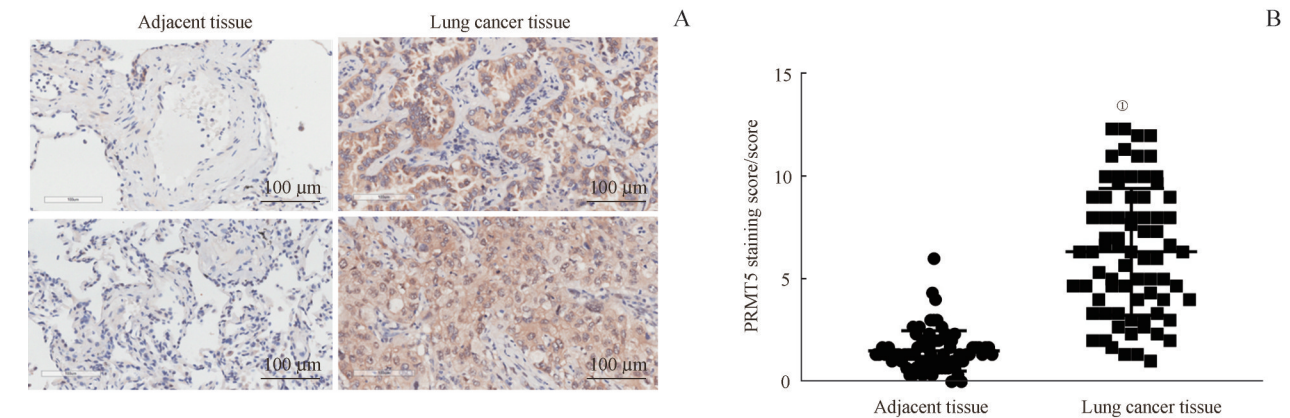 Adjacent tissue
Lung cancer tissue
A
100 μm
100 μm
100 μm
100 μm
B
PRMT5 staining score/score
15
①
10
5
0
Adjacent tissue
Lung cancer tissue